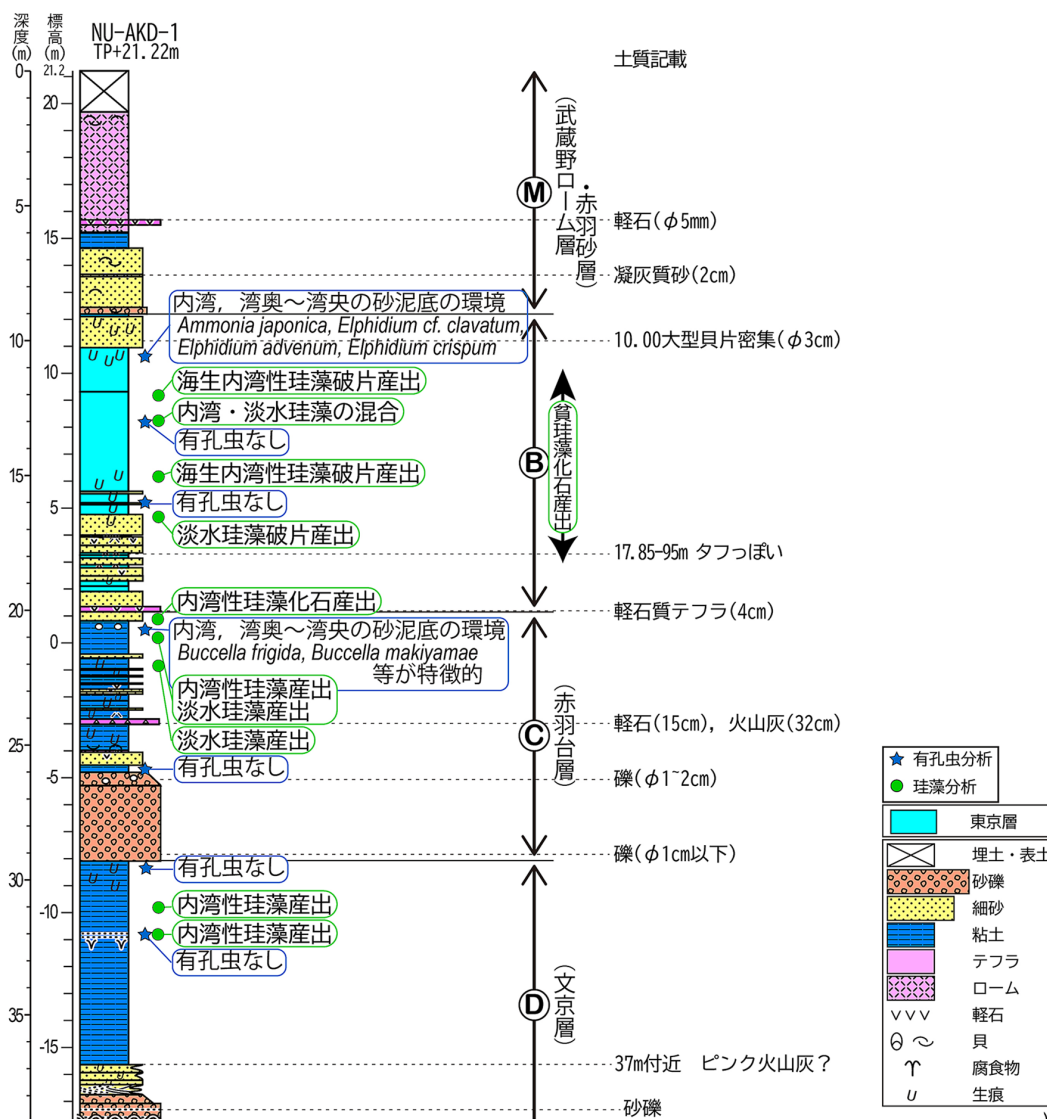 深度(m)
標高(m)
NU-AKD-1
TP+21.22m
土質記載
0
21.2
20
5
15
10
10
15
5
20
0
25
-5
30
-10
35
-15
M
(武蔵野ローム層
・赤羽砂層)
B
貧珪藻化石産出
C
(赤羽台層)
D
(文京層)
軽石(φ5mm)
凝灰質砂(2cm)
内湾，湾奥～湾央の砂泥底の環境
Ammonia japonica, Elphidium cf. clavatum,
Elphidium advenum, Elphidium crispum
10.00大型貝片密集(φ3cm)
海生内湾性珪藻破片産出
内湾・淡水珪藻の混合
有孔虫なし
海生内湾性珪藻破片産出
有孔虫なし
淡水珪藻破片産出
17.85-95m タフっぽい
内湾性珪藻化石産出
軽石質テフラ(4cm)
内湾，湾奥～湾央の砂泥底の環境
Buccella frigida, Buccella makiyamae
等が特徴的
内湾性珪藻産出
淡水珪藻産出
軽石(15cm)，火山灰(32cm)
淡水珪藻産出
有孔虫なし
礫(φ1~2cm)
礫(φ1cm以下)
有孔虫なし
内湾性珪藻産出
内湾性珪藻産出
有孔虫なし
37m付近　ピンク火山灰？
砂礫
有孔虫分析
珪藻分析
東京層
埋土・表土
砂礫
細砂
粘土
テフラ
ローム
軽石
貝
腐食物
生痕